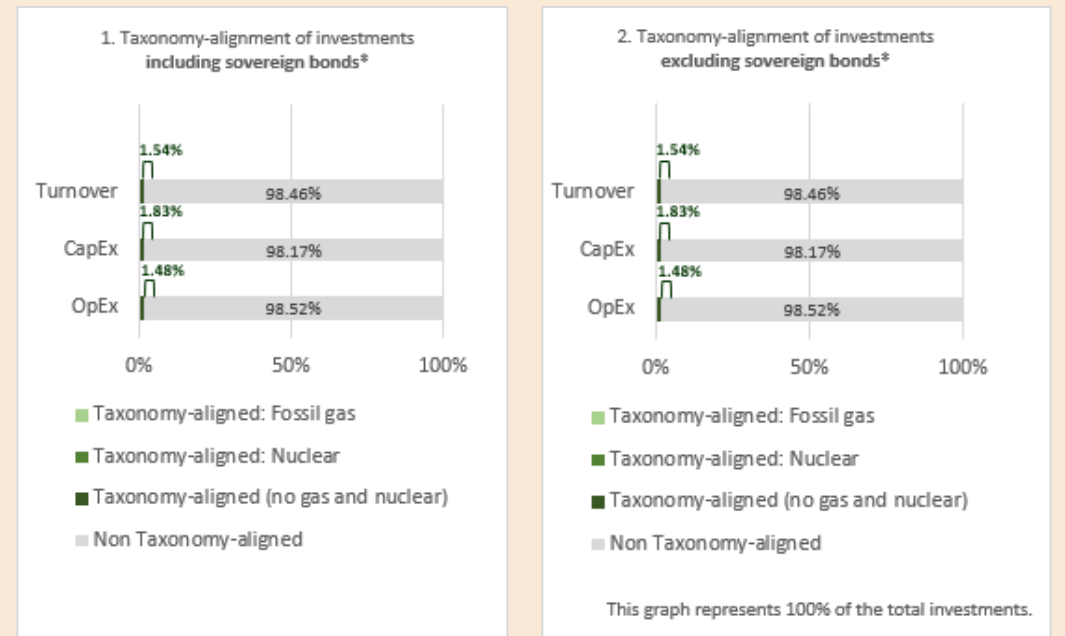 1. Taxonomy-alignment of investments
including sovereign bonds*
1.54%
Turnover
98.46%
1.83%
CapEx
98.17%
1.48%
OpEx
98.52%
0%
50%
100%
Taxonomy-aligned: Fossil gas
Taxonomy-aligned: Nuclear
Taxonomy-aligned (no gas and nuclear)
Non Taxonomy-aligned
2. Taxonomy-alignment of investments
excluding sovereign bonds*
1.54%
Turnover
98.46%
1.83%
CapEx
98.17%
1.48%
OpEx
98.52%
0%
50%
100%
Taxonomy-aligned: Fossil gas
Taxonomy-aligned: Nuclear
Taxonomy-aligned (no gas and nuclear)
Non Taxonomy-aligned
This graph represents 100% of the total investments.